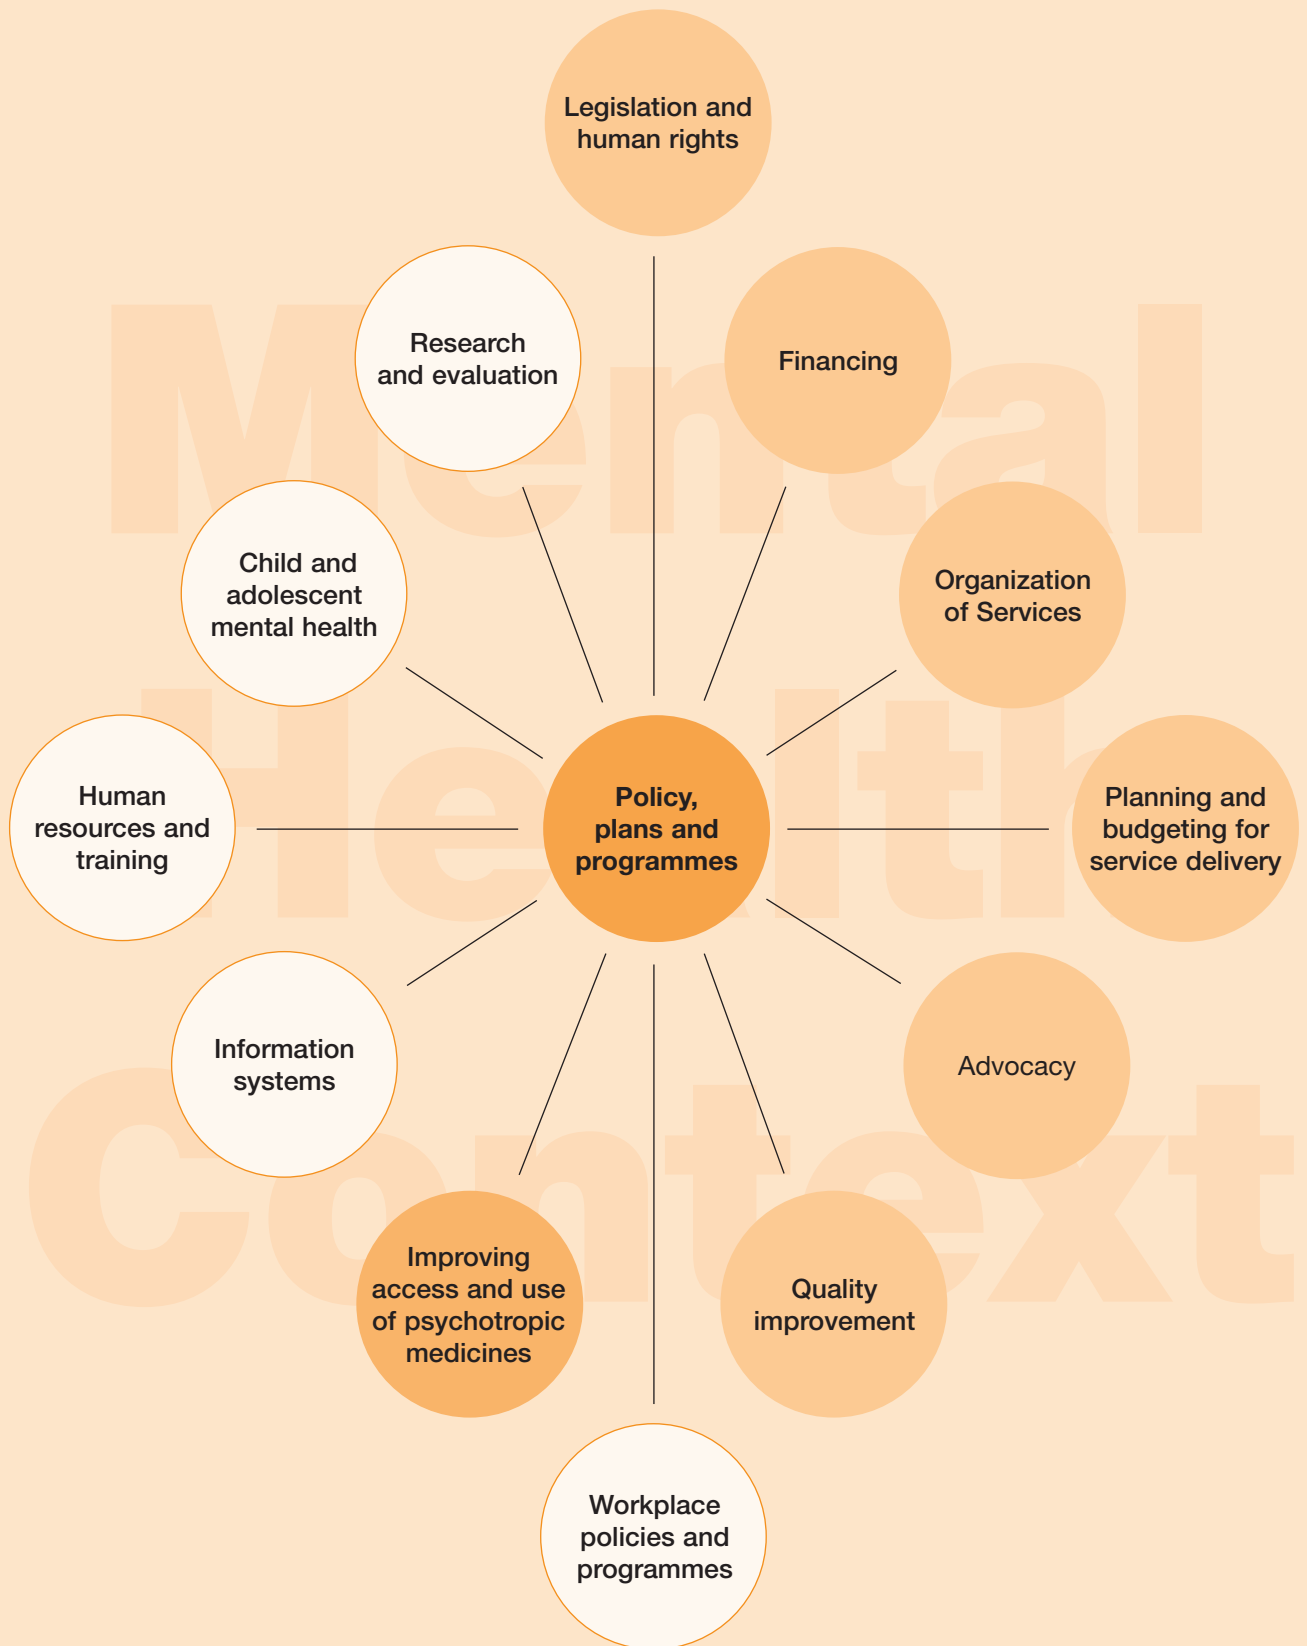 Mental
Health
Context
Legislation and
human rights
Research
and evaluation
Financing
Child and
adolescent
mental health
Organization
of Services
Human
resources and
training
Policy,
plans and
programmes
Planning and
budgeting for
service delivery
Information
systems
Advocacy
Improving
access and use
of psychotropic
medicines
Quality
improvement
Workplace
policies and
programmes